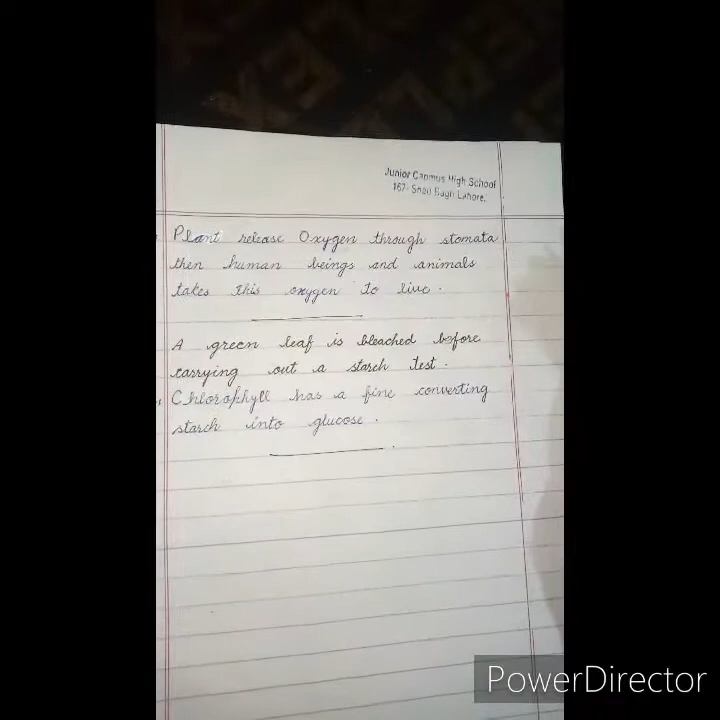 Junior Campus High School
167- Shad Bagh Lahore.
Plant release Oxygen through stomata
then human beings and animals
takes this oxygen to live.
A green leaf is bleached before
carrying out a starch test.
Chlorophyll has a fine converting
starch into glucose.
PowerDirector